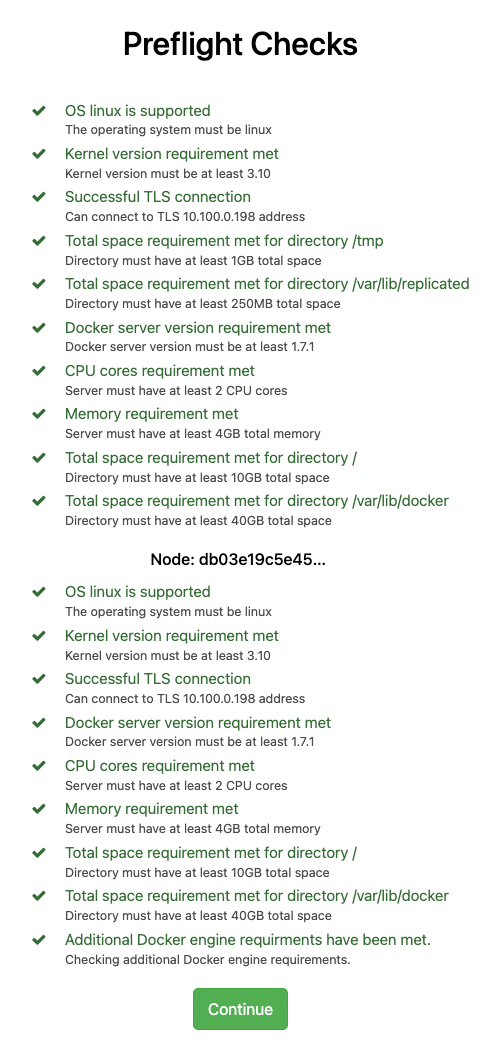 Preflight Checks
OS linux is supported
The operating system must be linux
Kernel version requirement met
Kernel version must be at least 3.10
Successful TLS connection
Can connect to TLS 10.100.0.198 address
Total space requirement met for directory /tmp
Directory must have at least 1GB total space
Total space requirement met for directory /var/lib/replicated
Directory must have at least 250MB total space
Docker server version requirement met
Docker server version must be at least 1.7.1
CPU cores requirement met
Server must have at least 2 CPU cores
Memory requirement met
Server must have at least 4GB total memory
Total space requirement met for directory /
Directory must have at least 10GB total space
Total space requirement met for directory /var/lib/docker
Directory must have at least 40GB total space
Node: db03e19c5e45...
OS linux is supported
The operating system must be linux
Kernel version requirement met
Kernel version must be at least 3.10
Successful TLS connection
Can connect to TLS 10.100.0.198 address
Docker server version requirement met
Docker server version must be at least 1.7.1
CPU cores requirement met
Server must have at least 2 CPU cores
Memory requirement met
Server must have at least 4GB total memory
Total space requirement met for directory /
Directory must have at least 10GB total space
Total space requirement met for directory /var/lib/docker
Directory must have at least 40GB total space
Additional Docker engine requirments have been met.
Checking additional Docker engine requirements.
Continue